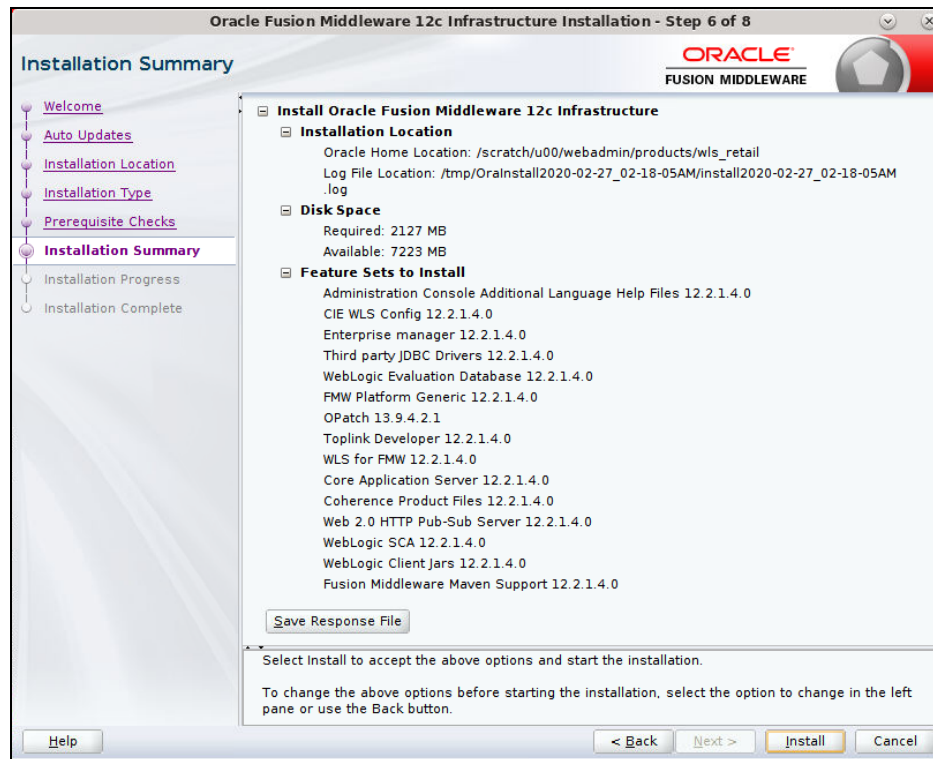 Oracle Fusion Middleware 12c Infrastructure Installation - Step 6 of 8
Installation Summary
ORACLE
FUSION MIDDLEWARE
Welcome
Auto Updates
Installation Location
Installation Type
Prerequisite Checks
Installation Summary
Installation Progress
Installation Complete
Install Oracle Fusion Middleware 12c Infrastructure
Installation Location
Oracle Home Location: /scratch/u00/webadmin/products/wls_retail
Log File Location: /tmp/OraInstall2020-02-27_02-18-05AM/install2020-02-27_02-18-05AM
.log
Disk Space
Required: 2127 MB
Available: 7223 MB
Feature Sets to Install
Administration Console Additional Language Help Files 12.2.1.4.0
CIE WLS Config 12.2.1.4.0
Enterprise manager 12.2.1.4.0
Third party JDBC Drivers 12.2.1.4.0
WebLogic Evaluation Database 12.2.1.4.0
FMW Platform Generic 12.2.1.4.0
OPatch 13.9.4.2.1
Toplink Developer 12.2.1.4.0
WLS for FMW 12.2.1.4.0
Core Application Server 12.2.1.4.0
Coherence Product Files 12.2.1.4.0
Web 2.0 HTTP Pub-Sub Server 12.2.1.4.0
WebLogic SCA 12.2.1.4.0
WebLogic Client Jars 12.2.1.4.0
Fusion Middleware Maven Support 12.2.1.4.0
Save Response File
Select Install to accept the above options and start the installation.
To change the above options before starting the installation, select the option to change in the left
pane or use the Back button.
Help
< Back
Next >
Install
Cancel